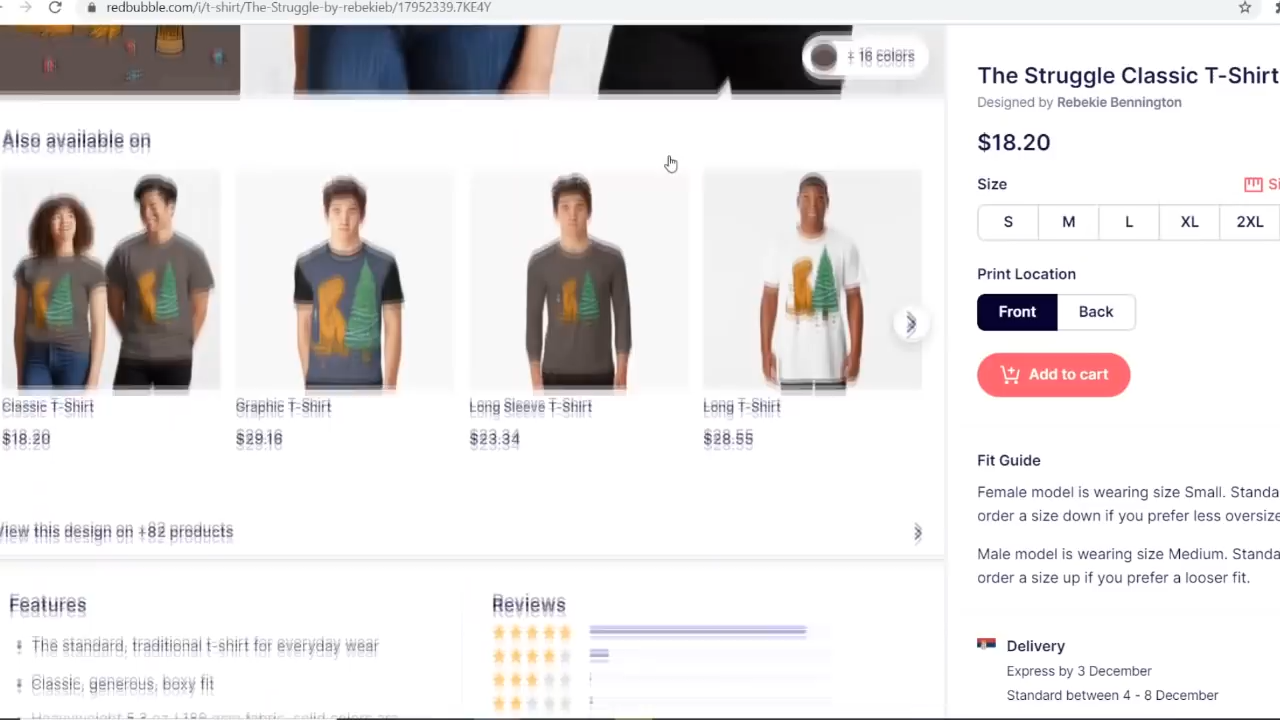 redbubble.com/i/t-shirt/The-Struggle-by-rebekieb/17952339.7KE4Y
+ 16 colors
Also available on
Classic T-Shirt
$18.20
Graphic T-Shirt
$29.16
Long Sleeve T-Shirt
$23.34
Long T-Shirt
$28.55
View this design on +82 products
Features
The standard, traditional t-shirt for everyday wear
Classic, generous, boxy fit
Reviews
The Struggle Classic T-Shirt
Designed by Rebekie Bennington
$18.20
Size
Si
S M L XL 2XL
Print Location
Front Back
Add to cart
Fit Guide
Female model is wearing size Small. Standa
order a size down if you prefer less oversize
Male model is wearing size Medium. Standa
order a size up if you prefer a looser fit.
Delivery
Express by 3 December
Standard between 4 - 8 December